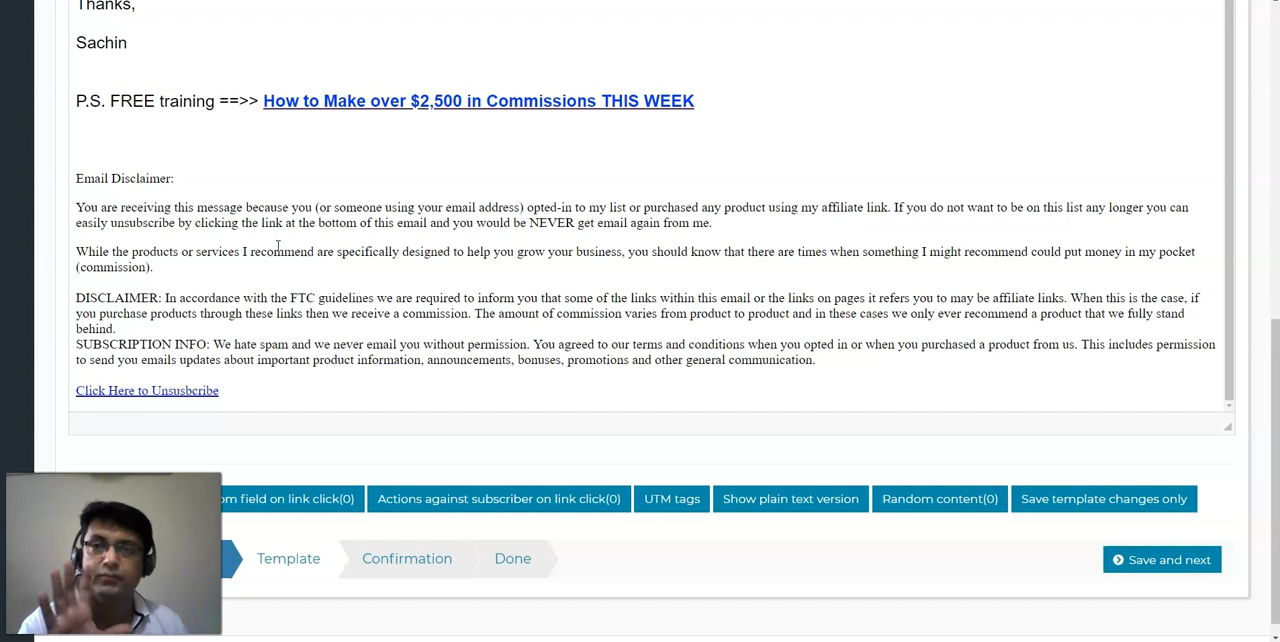 Thanks,
Sachin
P.S. FREE training ==>> How to Make over $2,500 in Commissions THIS WEEK
Email Disclaimer:
You are receiving this message because you (or someone using your email address) opted-in to my list or purchased any product using my affiliate link. If you do not want to be on this list any longer you can
easily unsubscribe by clicking the link at the bottom of this email and you would be NEVER get email again from me.
While the products or services I recommend are specifically designed to help you grow your business, you should know that there are times when something I might recommend could put money in my pocket
(commission).
DISCLAIMER: In accordance with the FTC guidelines we are required to inform you that some of the links within this email or the links on pages it refers you to may be affiliate links. When this is the case, if
you purchase products through these links then we receive a commission. The amount of commission varies from product to product and in these cases we only ever recommend a product that we fully stand
behind.
SUBSCRIPTION INFO: We hate spam and we never email you without permission. You agreed to our terms and conditions when you opted in or when you purchased a product from us. This includes permission
to send you emails updates about important product information, announcements, bonuses, promotions and other general communication.
Click Here to Unsusbcribe
om field on link click(0) Actions against subscriber on link click(0) UTM tags Show plain text version Random content(0) Save template changes only
Template Confirmation Done Save and next